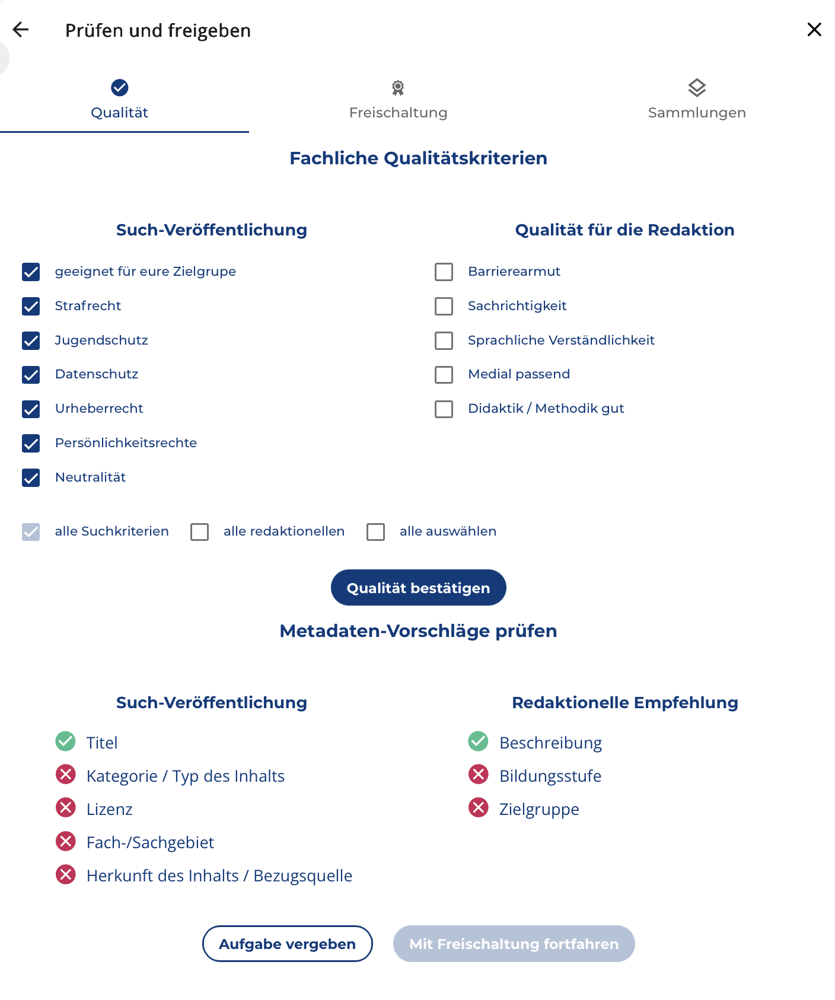 Prüfen und freigeben
Qualität
Freischaltung
Sammlungen
Fachliche Qualitätskriterien
Such-Veröffentlichung
geeignet für eure Zielgrupe
Strafrecht
Jugendschutz
Datenschutz
Urheberrecht
Persönlichkeitsrechte
Neutralität
Qualität für die Redaktion
Barrierearmut
Sachrichtigkeit
Sprachliche Verständlichkeit
Medial passend
Didaktik / Methodik gut
alle Suchkriterien
alle redaktionellen
alle auswählen
Qualität bestätigen
Metadaten-Vorschläge prüfen
Such-Veröffentlichung
Titel
Kategorie / Typ des Inhalts
Lizenz
Fach-/Sachgebiet
Herkunft des Inhalts / Bezugsquelle
Redaktionelle Empfehlung
Beschreibung
Bildungsstufe
Zielgruppe
Aufgabe vergeben
Mit Freischaltung fortfahren